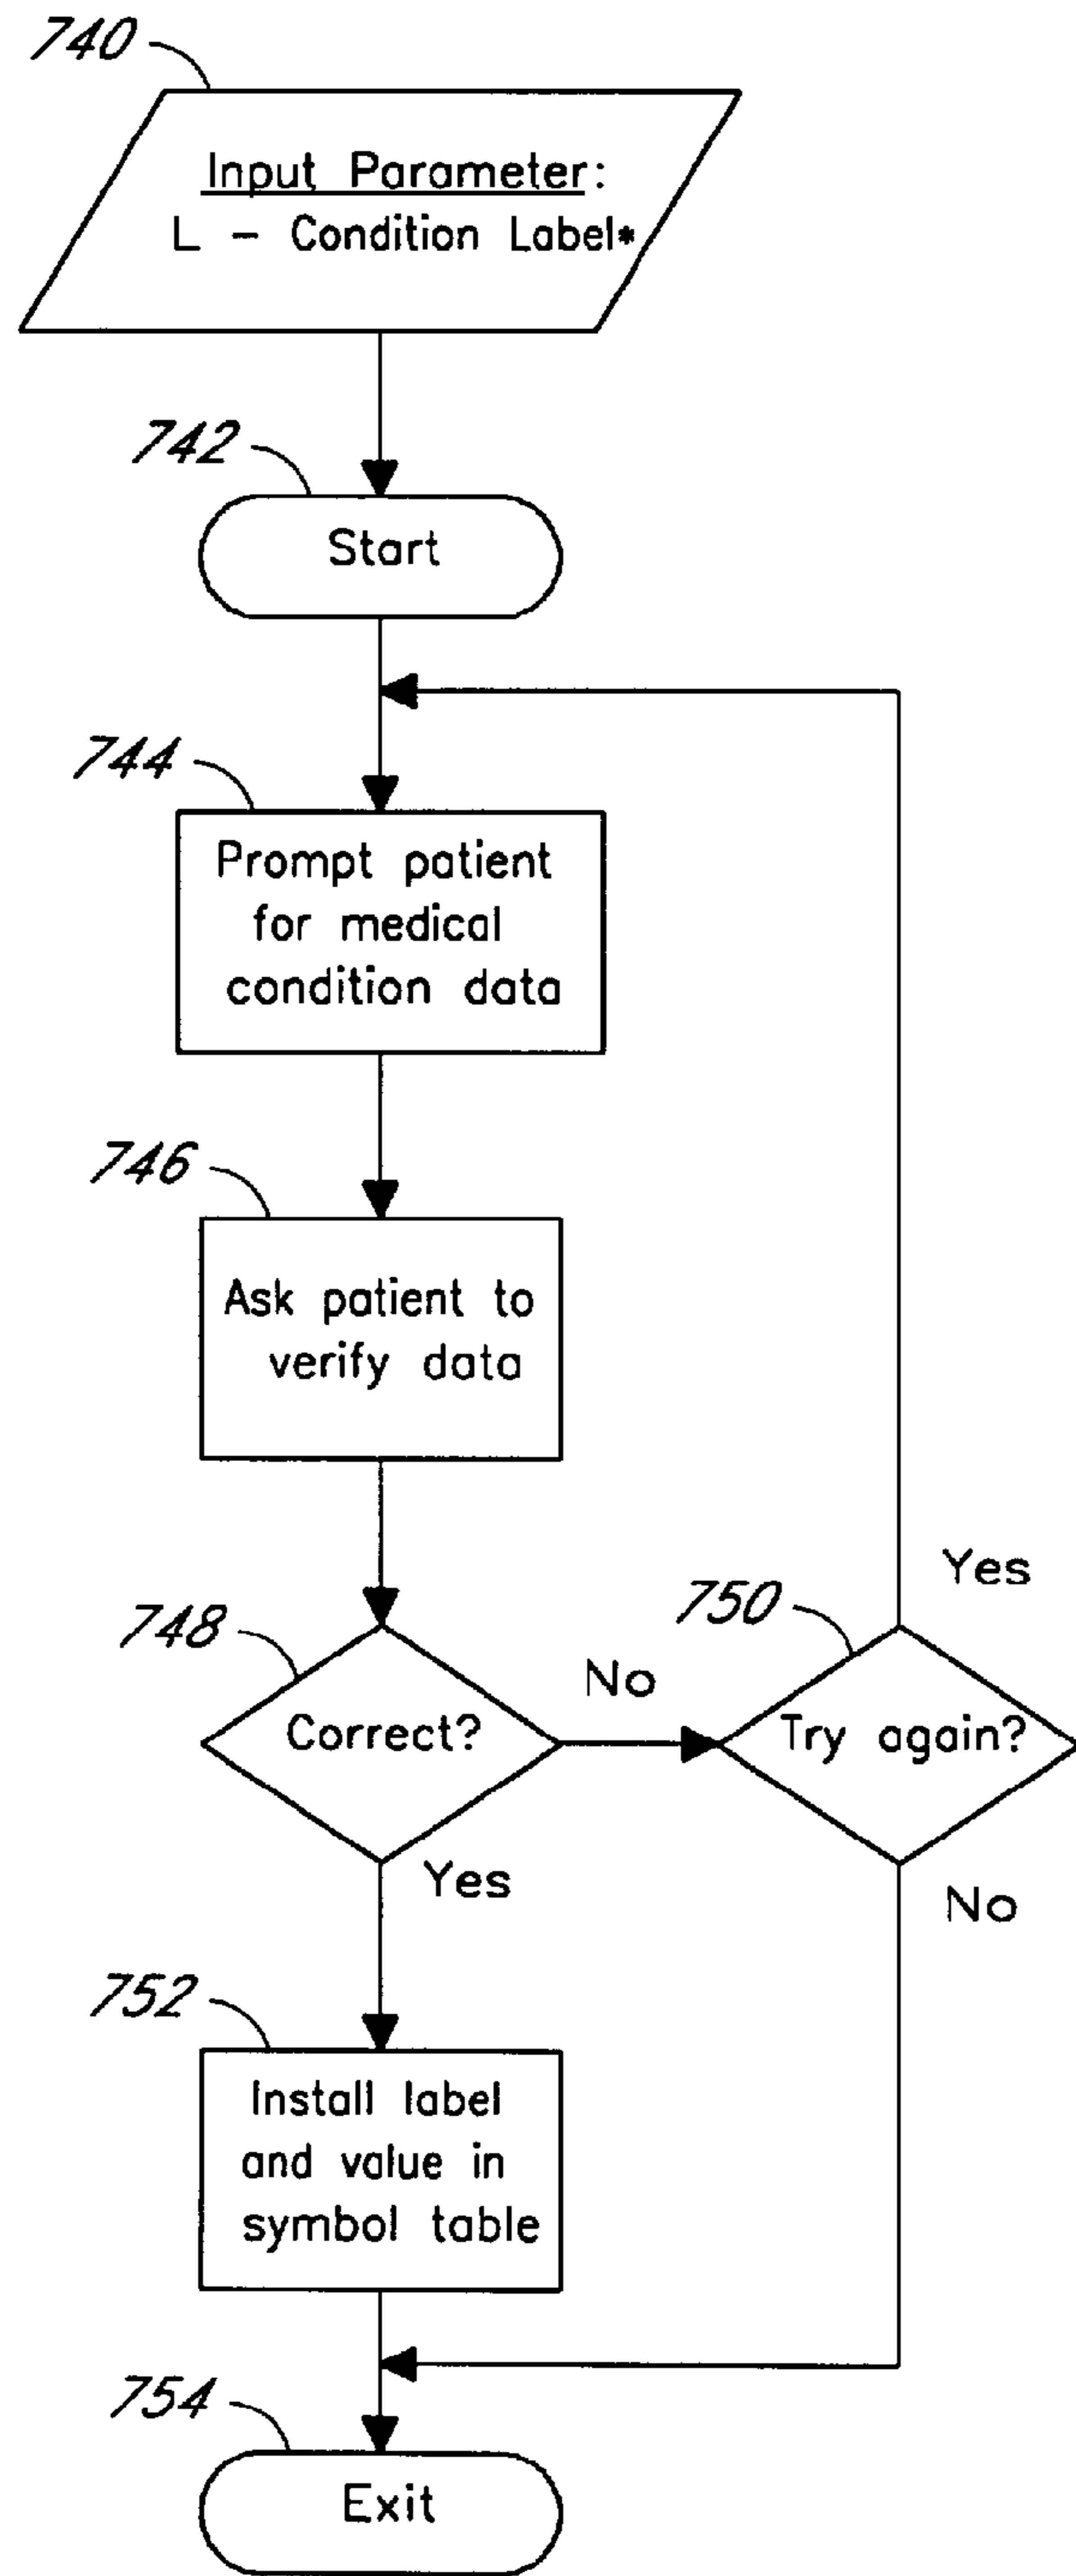 740
Input Parameter:
L - Condition Label*
742
Start
744
Prompt patient
for medical
condition data
746
Ask patient to
verify data
748
Correct?
No
750
Try again?
Yes
No
Yes
752
Install label
and value in
symbol table
754
Exit